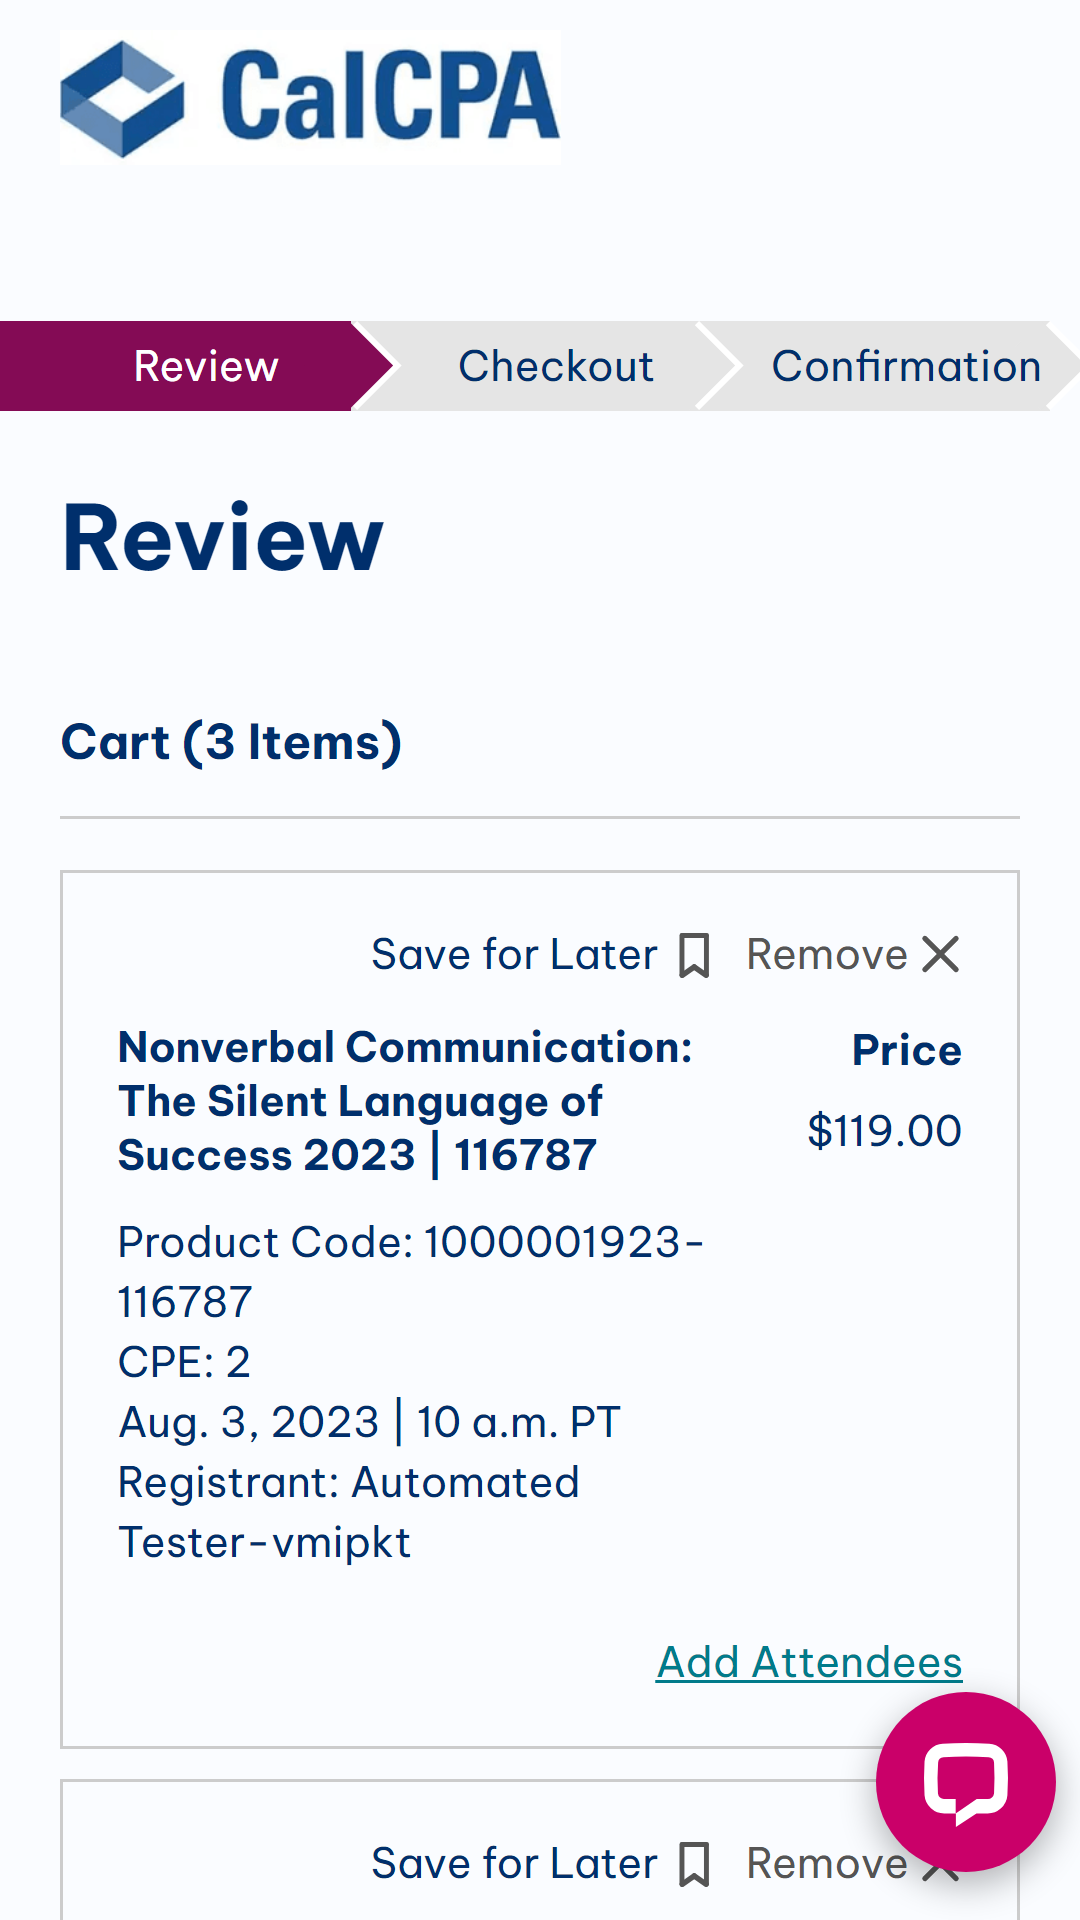 CalCPA
Review
Checkout
Confirmation
Review
Cart (3 Items)
Save for Later
Remove
Nonverbal Communication:
The Silent Language of
Success 2023 | 116787
Price
$119.00
Product Code: 1000001923-
116787
CPE: 2
Aug. 3, 2023 | 10 a.m. PT
Registrant: Automated
Tester-vmipkt
Add Attendees
Save for Later
Remove